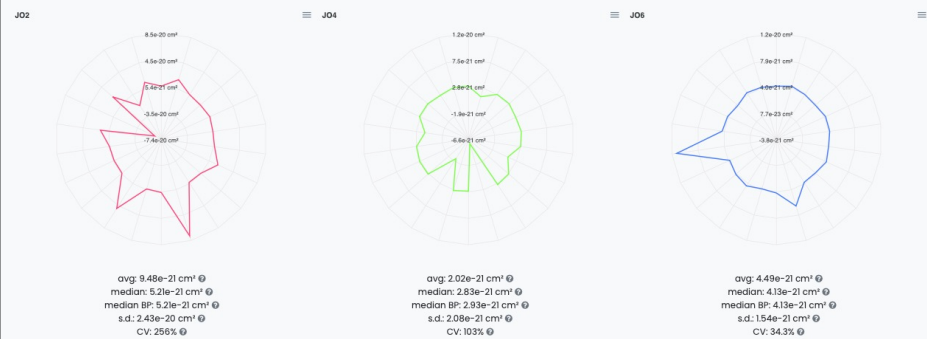 JO2
8.5e-20 cm²
4.5e-20 cm²
5.4e-21 cm²
-3.5e-20 cm²
-7.4e-20 cm²
avg: 9.48e-21 cm²
median: 5.21e-21 cm²
median BP: 5.21e-21 cm²
s.d.: 2.43e-20 cm²
CV: 256%
JO4
1.2e-20 cm²
7.5e-21 cm²
2.8e-21 cm²
-1.9e-21 cm²
-6.6e-21 cm²
avg: 2.02e-21 cm²
median: 2.83e-21 cm²
median BP: 2.93e-21 cm²
s.d.: 2.08e-21 cm²
CV: 103%
JO6
1.2e-20 cm²
7.9e-21 cm²
4.0e-21 cm²
7.7e-23 cm²
-3.8e-21 cm²
avg: 4.49e-21 cm²
median: 4.13e-21 cm²
median BP: 4.13e-21 cm²
s.d.: 1.54e-21 cm²
CV: 34.3%